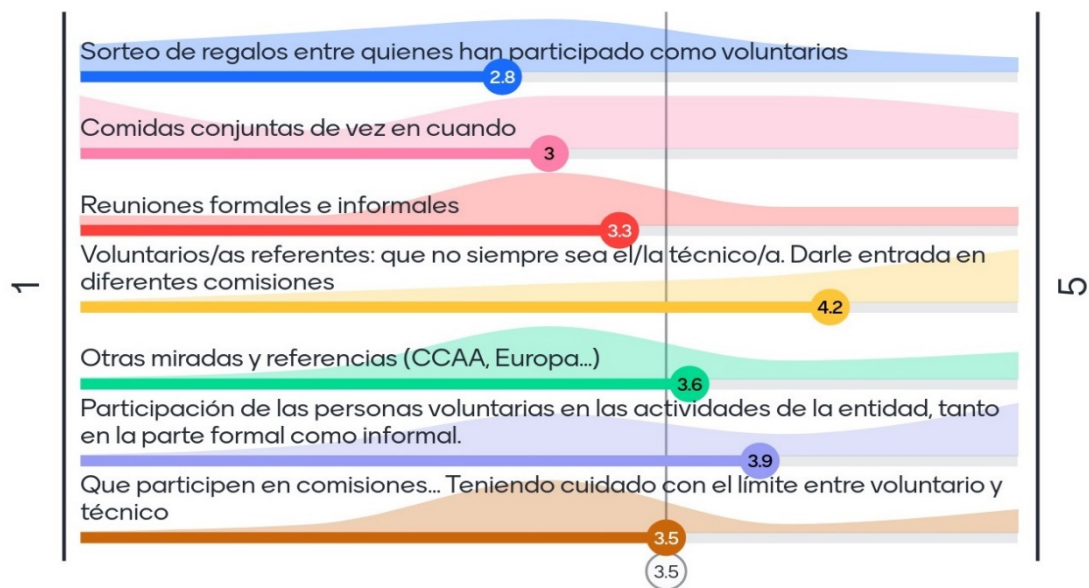 Sorteo de regalos entre quienes han participado como voluntarias
2.8
Comidas conjuntas de vez en cuando
3
Reuniones formales e informales
3.3
Voluntarios/as referentes: que no siempre sea el/la técnico/a. Darle entrada en
diferentes comisiones
4.2
1
5
Otras miradas y referencias (CCAA, Europa...)
3.6
Participación de las personas voluntarias en las actividades de la entidad, tanto
en la parte formal como informal.
3.9
Que participen en comisiones... Teniendo cuidado con el límite entre voluntario y
técnico
3.5
3.5